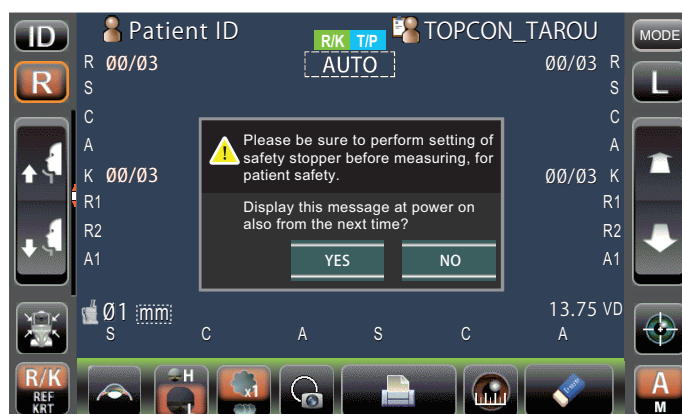 ID Patient ID R/K T/P TOPCON_TAROU MODE
R R 00/03 AUTO 00/03 R L
S S
C C
A A
Please be sure to perform setting of
safety stopper before measuring, for
patient safety.
K 00/03 00/03 K
R1 R1
Display this message at power on
also from the next time?
R2 R2
A1 YES NO A1
01 mm 13.75 VD
S C A S C A
R/K H x1 A
REF L M
KRT